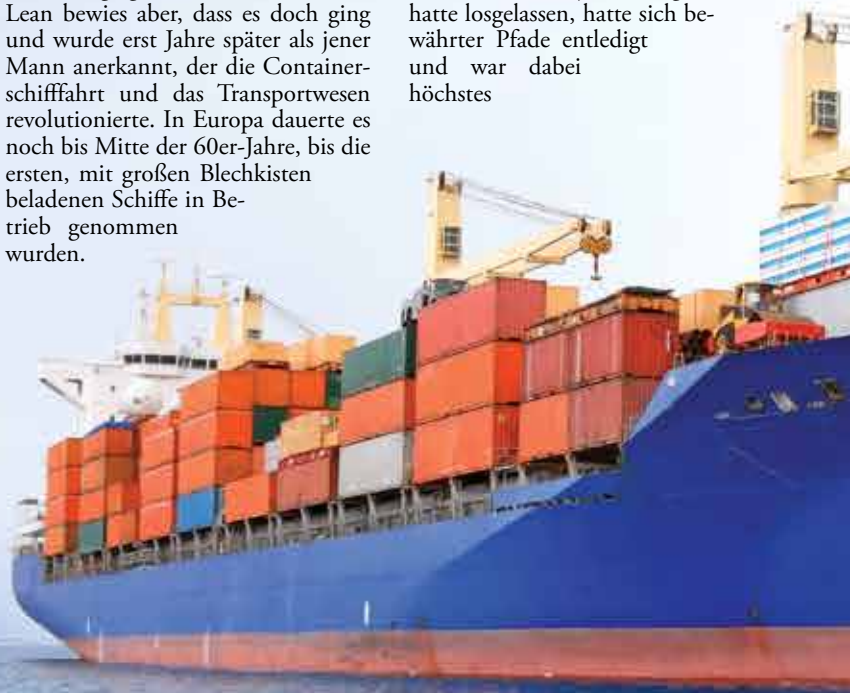 Lean bewies aber, dass es doch ging
und wurde erst Jahre später als jener
Mann anerkannt, der die Container-
schifffahrt und das Transportwesen
revolutionierte. In Europa dauerte es
noch bis Mitte der 60er-Jahre, bis die
ersten, mit großen Blechkisten
beladenen Schiffe in Be-
trieb genommen
wurden.
hatte losgelassen, hatte sich be-
währter Pfade entledigt
und war dabei
höchstes